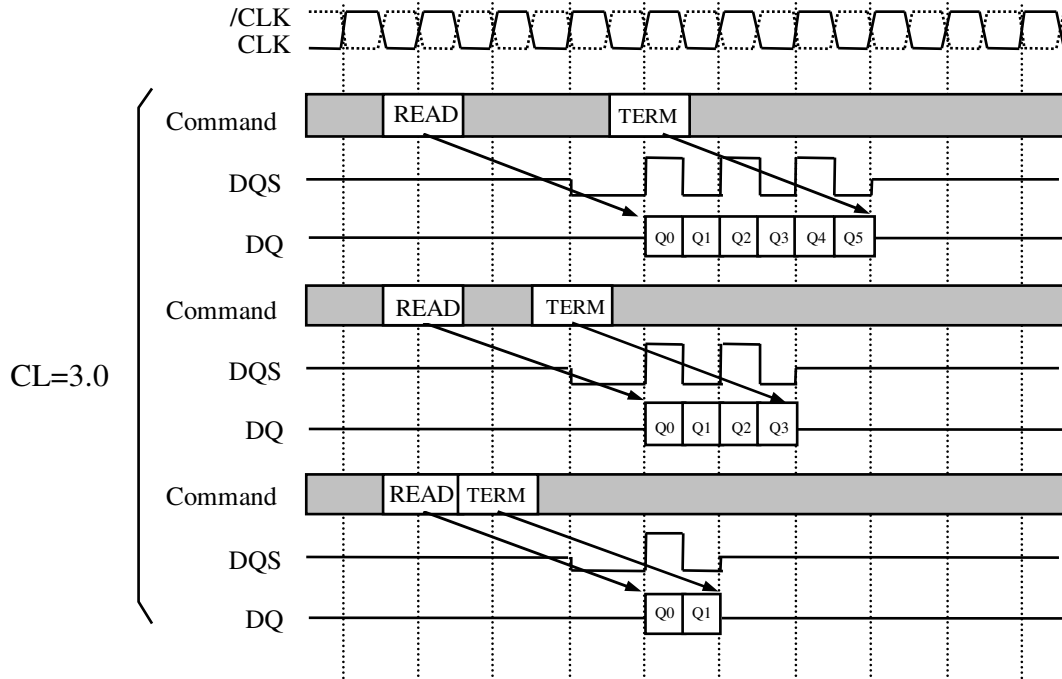 /CLK
CLK
Command READ TERM
DQS
DQ Q0 Q1 Q2 Q3 Q4 Q5
Command READ TERM
CL=3.0
DQS
DQ Q0 Q1 Q2 Q3
Command READ TERM
DQS
DQ Q0 Q1